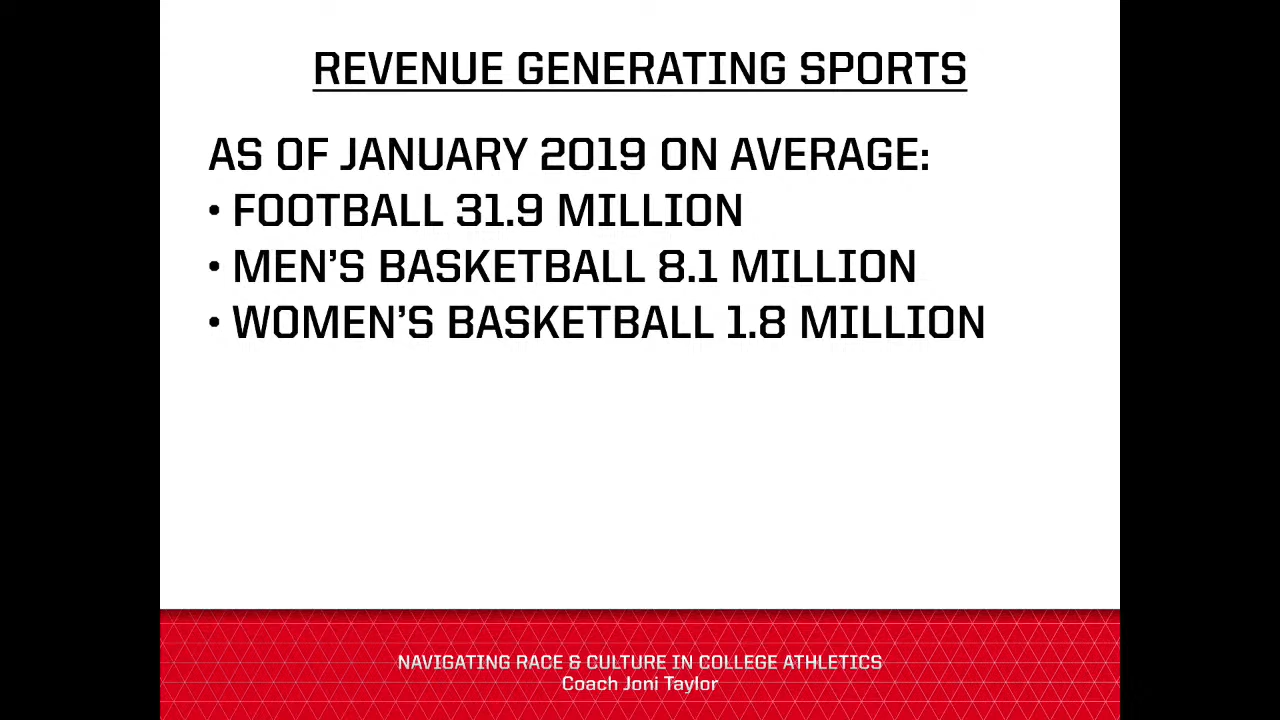 REVENUE GENERATING SPORTS
AS OF JANUARY 2019 ON AVERAGE:
• FOOTBALL 31.9 MILLION
• MEN'S BASKETBALL 8.1 MILLION
• WOMEN'S BASKETBALL 1.8 MILLION
NAVIGATING RACE & CULTURE IN COLLEGE ATHLETICS
Coach Joni Taylor